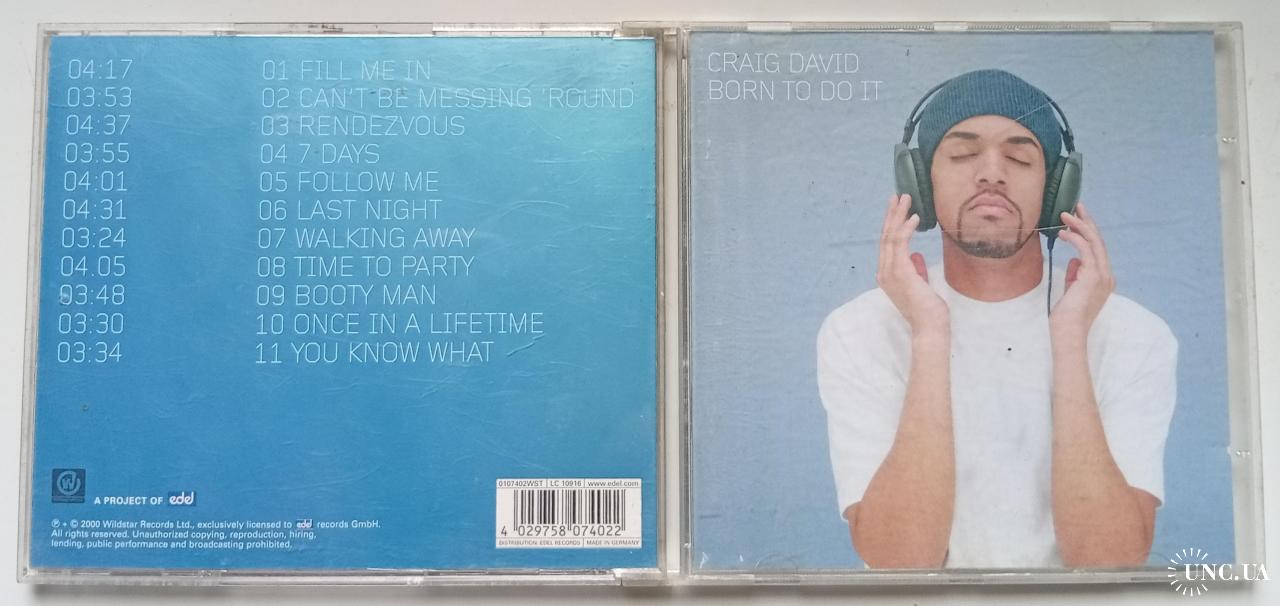 04:17 01 FILL ME IN
03:53 02 CAN'T BE MESSING 'ROUND
04:37 03 RENDEZVOUS
03:55 04 7 DAYS
04:01 05 FOLLOW ME
04:31 06 LAST NIGHT
03:24 07 WALKING AWAY
04.05 08 TIME TO PARTY
03:48 09 BOOTY MAN
03:30 10 ONCE IN A LIFETIME
03:34 11 YOU KNOW WHAT
A PROJECT OF edel
℗ + © 2000 Wildstar Records Ltd., exclusively licensed to edel records GmbH.
All rights reserved. Unauthorized copying, reproduction, hiring,
lending, public performance and broadcasting prohibited.
0107402WST LC 10916 www.edel.com
4 029758 074022
DISTRIBUTION: EDEL RECORDS MADE IN GERMANY
CRAIG DAVID
BORN TO DO IT
UNC.UA